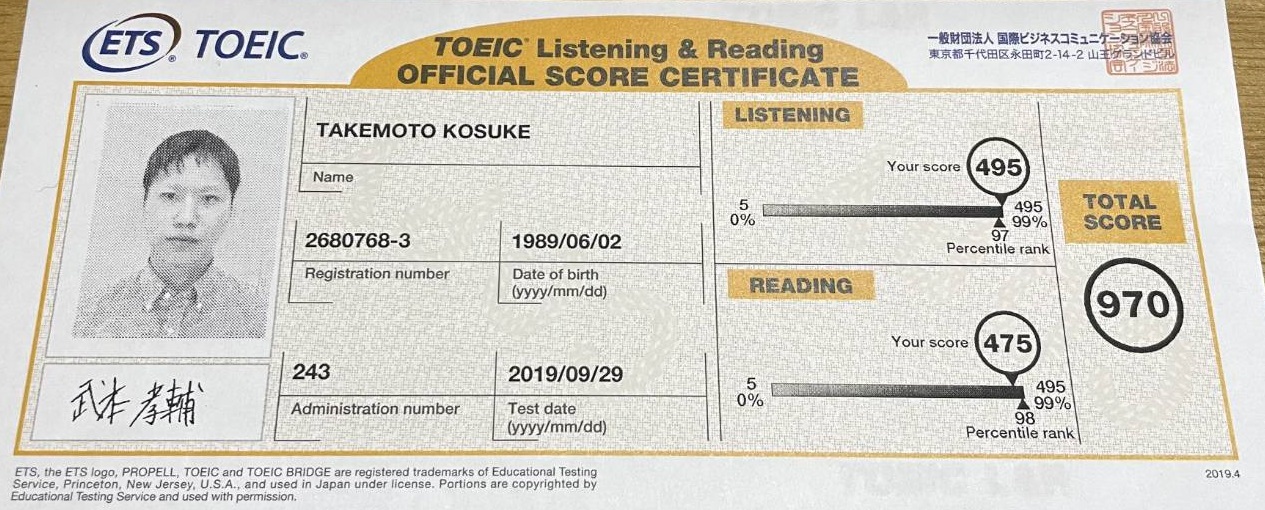 ETS® TOEIC®
TOEIC® Listening & Reading
OFFICIAL SCORE CERTIFICATE
一般財団法人 国際ビジネスコミュニケーション協会
東京都千代田区永田町2-14-2 山王グランドビル
TAKEMOTO KOSUKE
Name
2680768-3
Registration number
1989/06/02
Date of birth
(yyyy/mm/dd)
243
Administration number
2019/09/29
Test date
(yyyy/mm/dd)
武本 孝輔
LISTENING
Your score 495
5 495
0% 99%
97
Percentile rank
READING
Your score 475
5 495
0% 99%
98
Percentile rank
TOTAL
SCORE
970
ETS, the ETS logo, PROPELL, TOEIC and TOEIC BRIDGE are registered trademarks of Educational Testing
Service, Princeton, New Jersey, U.S.A., and used in Japan under license. Portions are copyrighted by
Educational Testing Service and used with permission.
2019.4